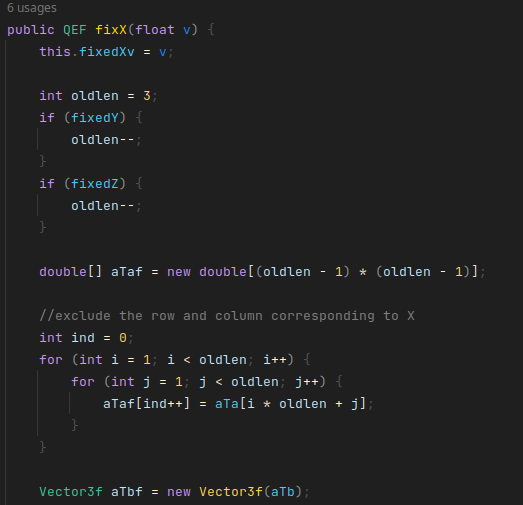 6 usages
public QEF fixX(float v) {
this.fixedXv = v;
int oldlen = 3;
if (fixedY) {
oldlen--;
}
if (fixedZ) {
oldlen--;
}
double[] aTaf = new double[(oldlen - 1) * (oldlen - 1)];
//exclude the row and column corresponding to X
int ind = 0;
for (int i = 1; i < oldlen; i++) {
for (int j = 1; j < oldlen; j++) {
aTaf[ind++] = aTa[i * oldlen + j];
}
}
Vector3f aTbf = new Vector3f(aTb);